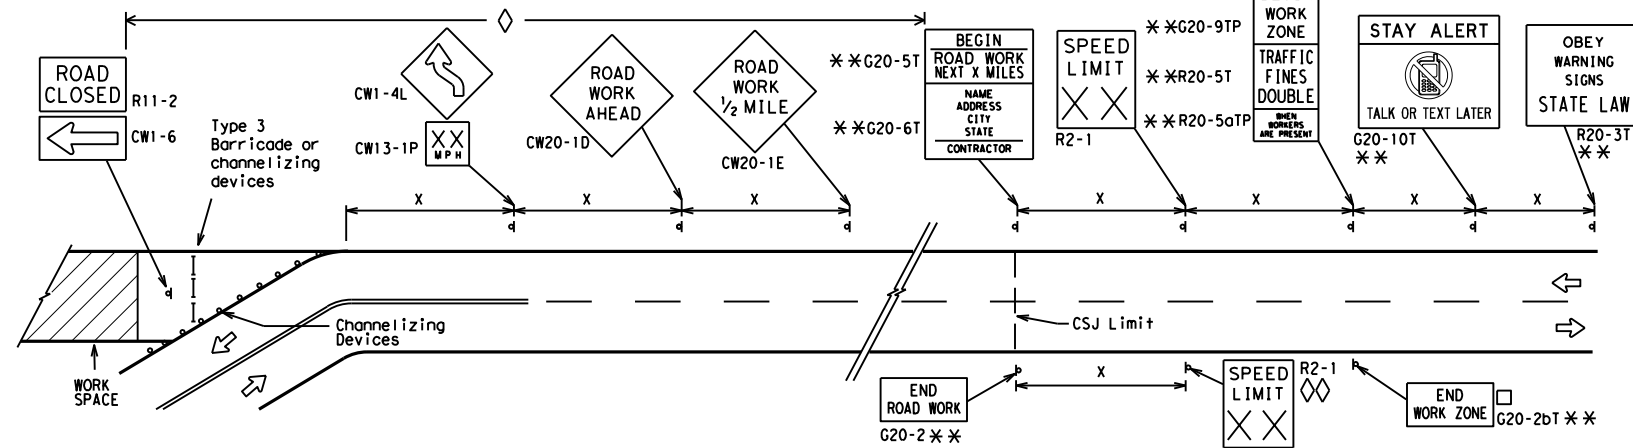 ROAD
CLOSED
R11-2
CW1-6
Type 3
Barricade or
channelizing
devices
CW1-4L
CW13-1P
XX
MPH
ROAD
WORK
AHEAD
CW20-1D
ROAD
WORK
1/2 MILE
CW20-1E
**G20-5T
**G20-6T
BEGIN
ROAD WORK
NEXT X MILES
NAME
ADDRESS
CITY
STATE
CONTRACTOR
SPEED
LIMIT
XX
R2-1
**G20-9TP
**R20-5T
**R20-5aTP
WORK
ZONE
TRAFFIC
FINES
DOUBLE
WHEN
WORKERS
ARE PRESENT
STAY ALERT
TALK OR TEXT LATER
G20-10T
**
OBEY
WARNING
SIGNS
STATE LAW
R20-3T
**
X
X
X
X
X
X
X
Channelizing
Devices
CSJ Limit
WORK
SPACE
END
ROAD WORK
G20-2**
X
SPEED
LIMIT
XX
R2-1
END
WORK ZONE
G20-2bT**